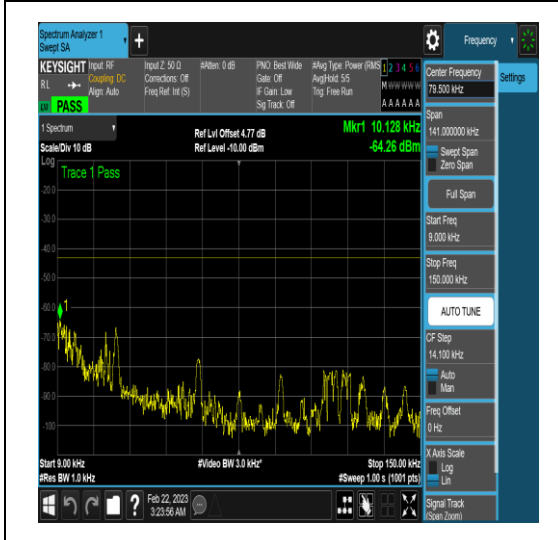 Spectrum Analyzer 1
Swept SA
Frequency
KEYSIGHT
Input: RF
Coupling: DC
Align: Auto
Input Z: 50 Ω
Corrections: Off
Freq Ref: Int (S)
#Atten: 0 dB
PNO: Best Wide
Gate: Off
IF Gain: Low
Sig Track: Off
#Avg Type: Power (RMS
Avg|Hold: 5/5
Trig: Free Run
1 2 3 4 5 6
M W W W W W
A A A A A A
RL
PASS
Center Frequency
79.500 kHz
Settings
Span
141.000000 kHz
Swept Span
Zero Span
Full Span
Start Freq
9.000 kHz
Stop Freq
150.000 kHz
AUTO TUNE
CF Step
14.100 kHz
Auto
Man
Freq Offset
0 Hz
X Axis Scale
Log
Lin
Signal Track
(Span Zoom)
1 Spectrum
Scale/Div 10 dB
Ref Lvl Offset 4.77 dB
Ref Level -10.00 dBm
Mkr1 10.128 kHz
-64.26 dBm
Log
Trace 1 Pass
-20.0
-30.0
-40.0
-50.0
-60.0
-70.0
-80.0
-90.0
-100
1
Start 9.00 kHz
#Res BW 1.0 kHz
#Video BW 3.0 kHz*
Stop 150.00 kHz
#Sweep 1.00 s (1001 pts)
?
Feb 22, 2023
3:23:56 AM